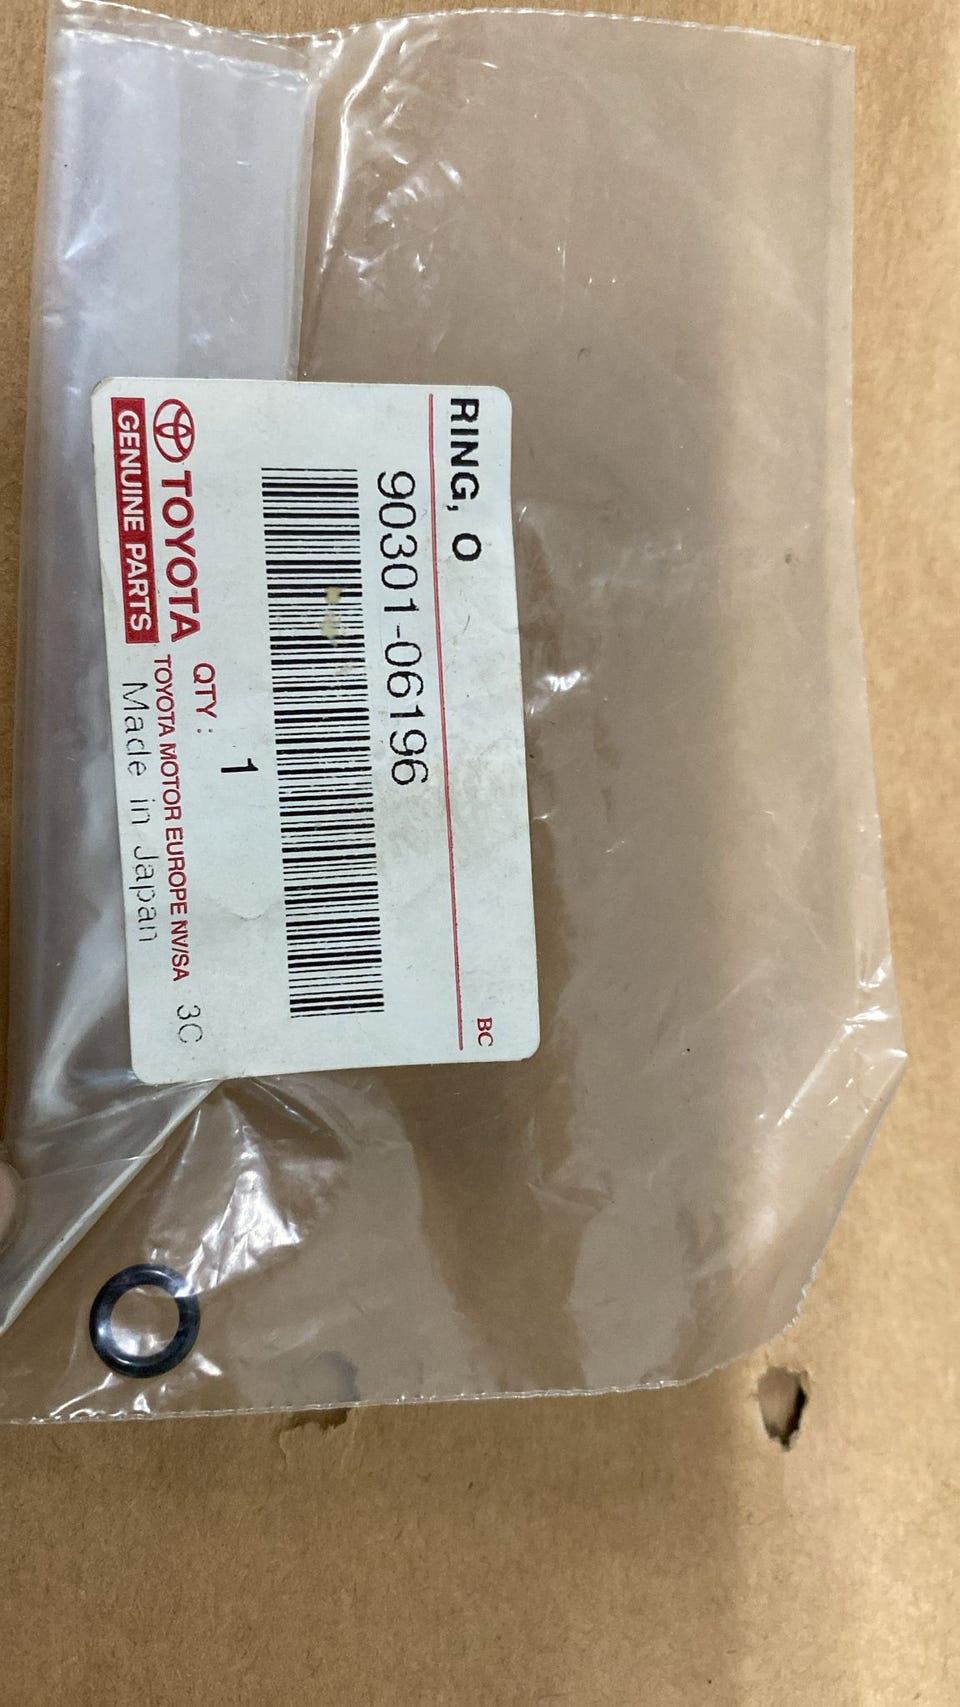 RING, O
BC
90301-06196
QTY :
1
TOYOTA
GENUINE PARTS
TOYOTA MOTOR EUROPE NV/SA
3C
Made in Japan